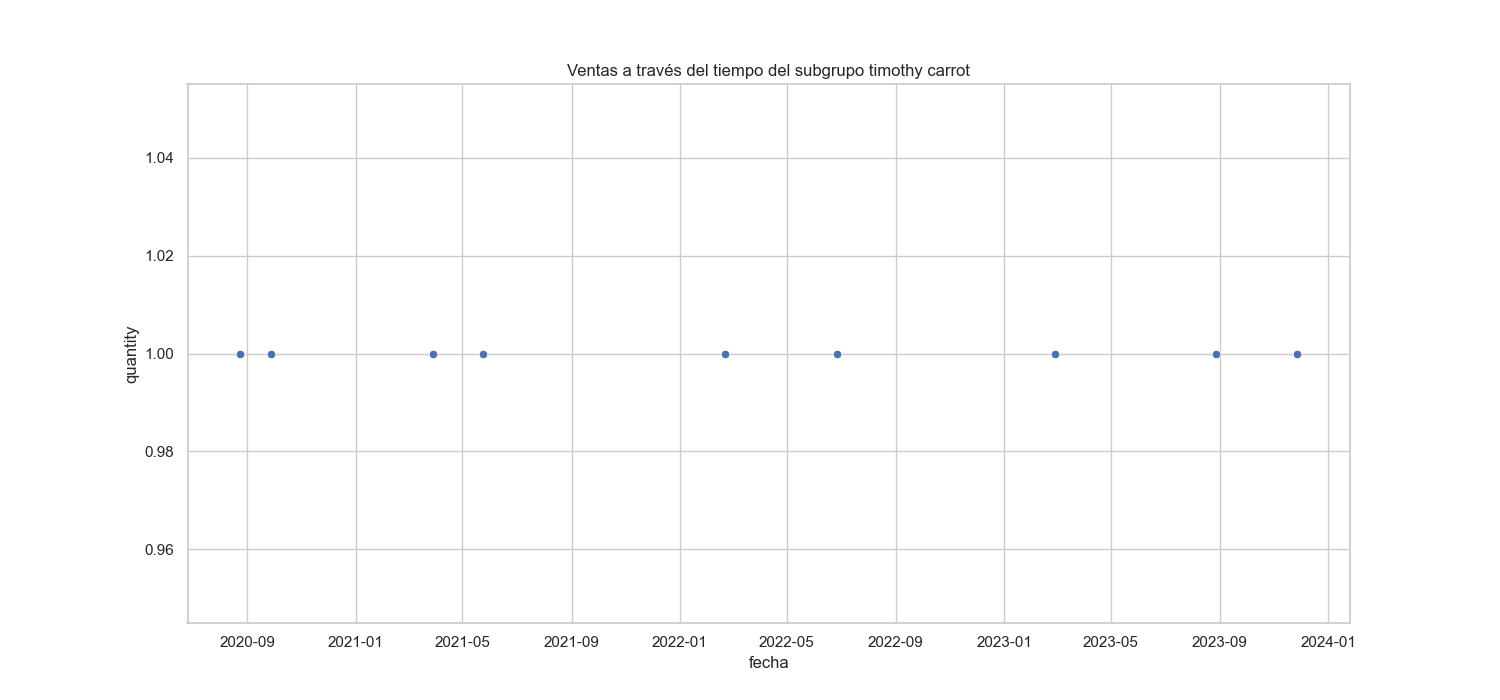 Ventas a través del tiempo del subgrupo timothy carrot
1.04
1.02
1.00
0.98
0.96
quantity
2020-09 2021-01 2021-05 2021-09 2022-01 2022-05 2022-09 2023-01 2023-05 2023-09 2024-01
fecha